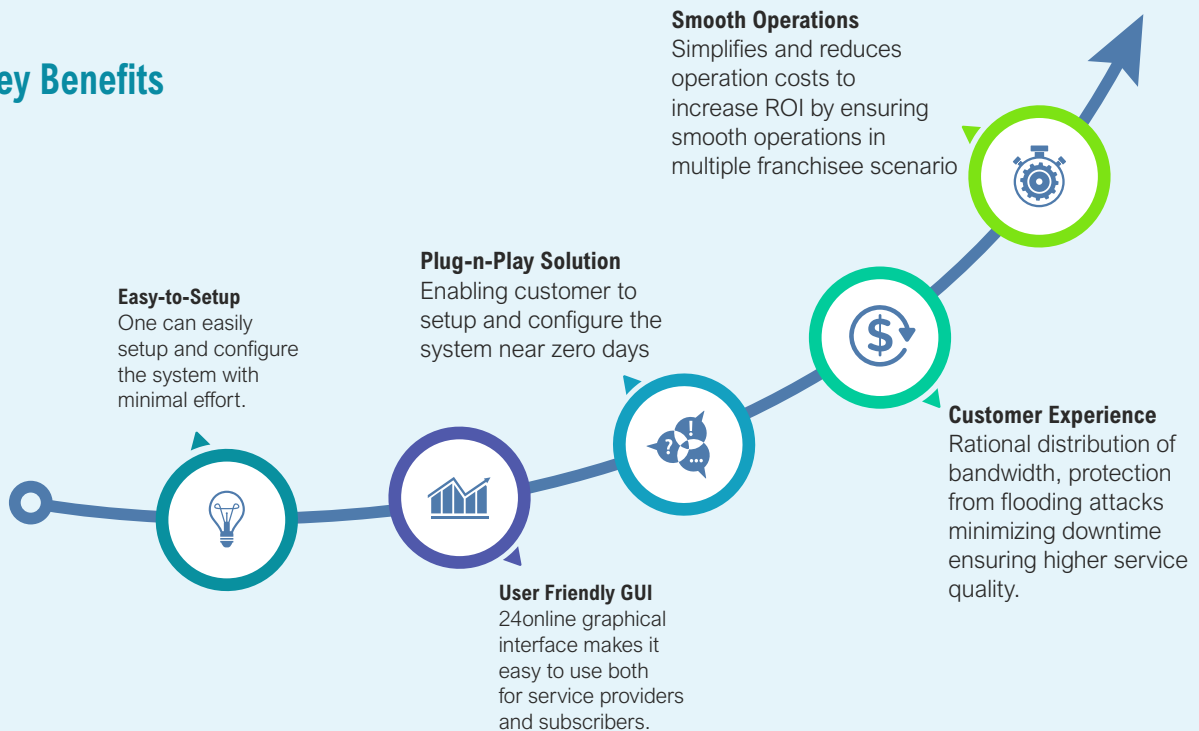 ey Benefits
Smooth Operations
Simplifies and reduces
operation costs to
increase ROI by ensuring
smooth operations in
multiple franchisee scenario
Plug-n-Play Solution
Enabling customer to
setup and configure the
system near zero days
Easy-to-Setup
One can easily
setup and configure
the system with
minimal effort.
$
?
!
...
Customer Experience
Rational distribution of
bandwidth, protection
from flooding attacks
minimizing downtime
ensuring higher service
quality.
User Friendly GUI
24online graphical
interface makes it
easy to use both
for service providers
and subscribers.